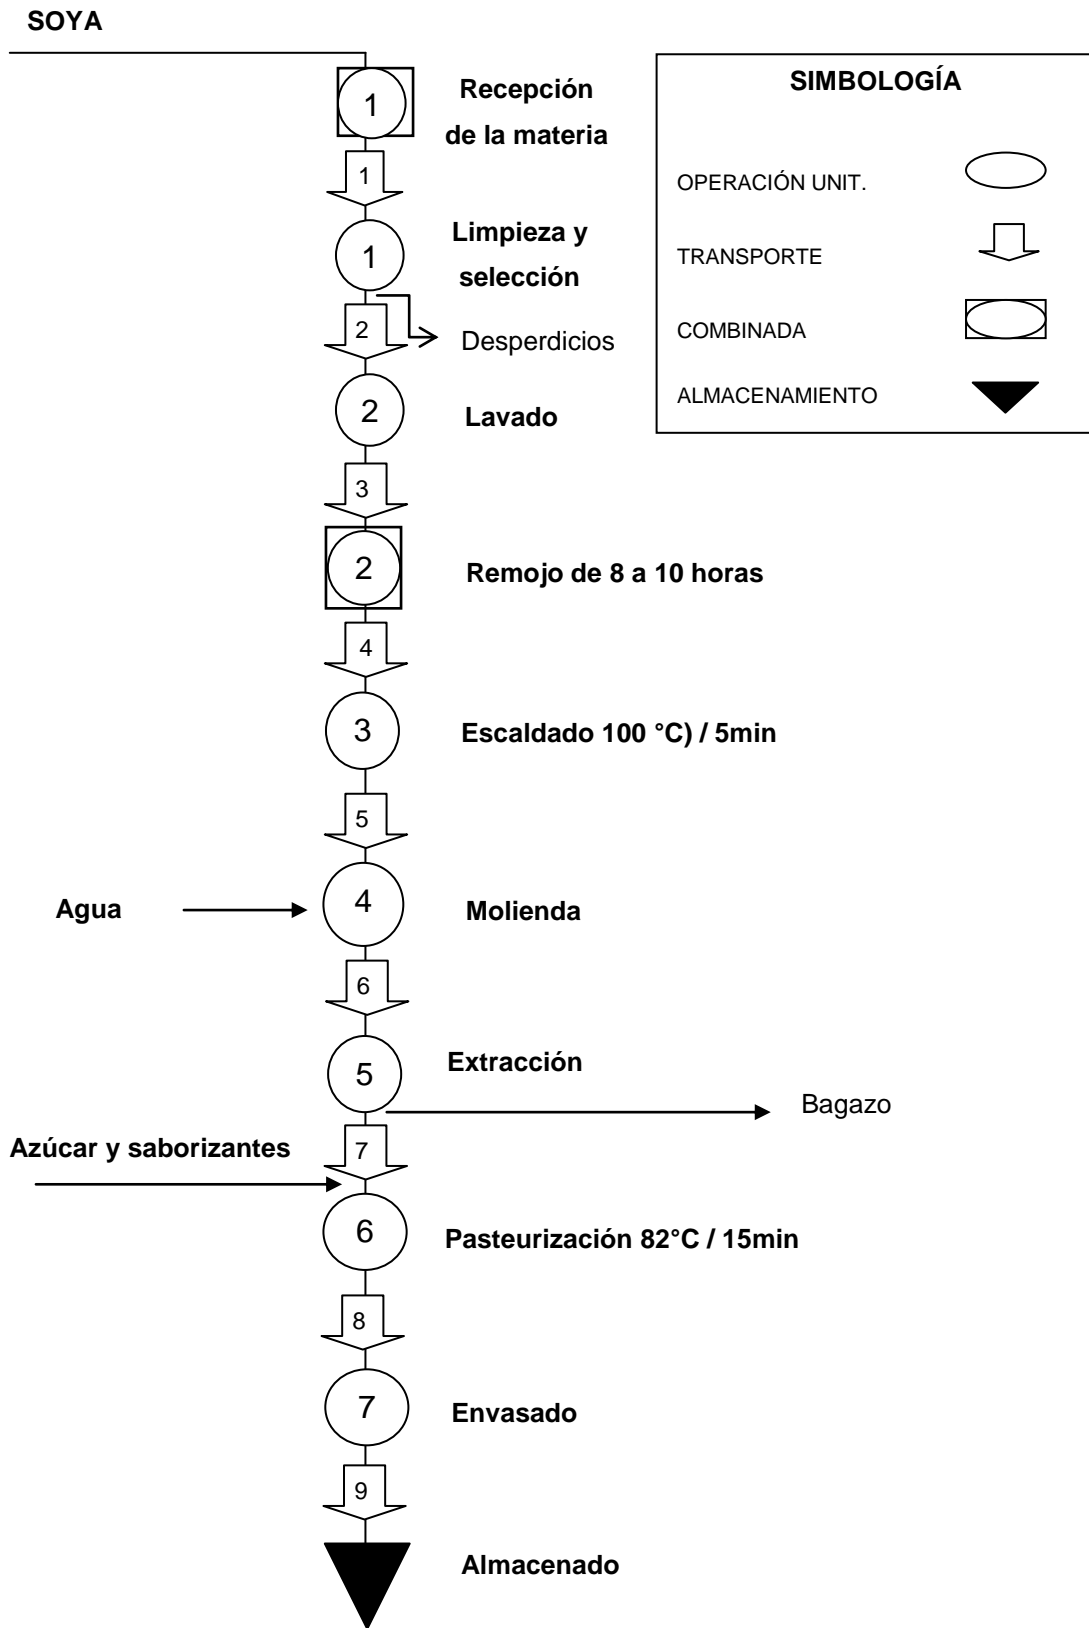 SOYA
1
Recepción
de la materia
1
1
Limpieza y
selección
2
Desperdicios
2
Lavado
3
2
Remojo de 8 a 10 horas
4
3
Escaldado 100 °C) / 5min
5
Agua
4
Molienda
6
5
Extracción
Bagazo
Azúcar y saborizantes
7
6
Pasteurización 82°C / 15min
8
7
Envasado
9
Almacenado
SIMBOLOGÍA
OPERACIÓN UNIT.
TRANSPORTE
COMBINADA
ALMACENAMIENTO